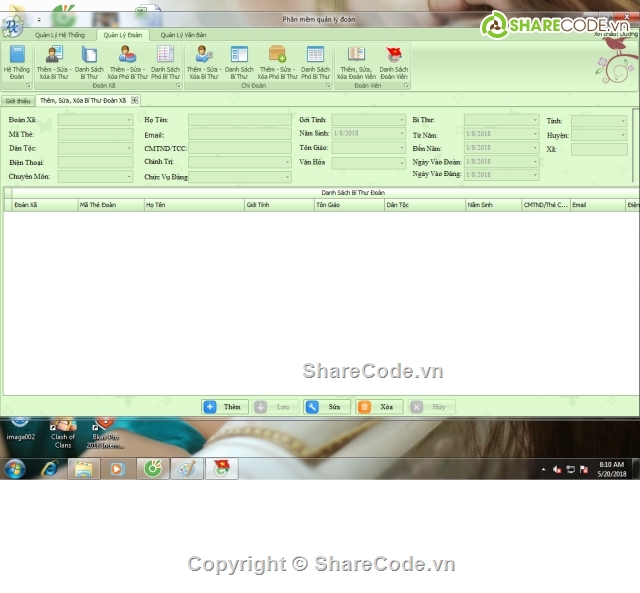 Phần mềm quản lý đoàn
SHARECODE.vn
Quản Lý Hệ Thống Quản Lý Đoàn Quản Lý Văn Bản
Xin chào:
Hệ Thống Đoàn
Thêm - Sửa - Xóa Bí Thư
Danh Sách Bí Thư
Thêm - Sửa - Xóa Phó Bí Thư
Danh Sách Phó Bí Thư
Thêm - Sửa - Xóa Bí Thư
Danh Sách Bí Thư
Thêm - Sửa - Xóa Phó Bí Thư
Danh Sách Phó Bí Thư
Thêm, Sửa, Xóa Đoàn Viên
Danh Sách Đoàn Viên
Đoàn Xã Chi Đoàn Đoàn Viên
Giới thiệu Thêm, Sửa, Xóa Bí Thư Đoàn Xã
Đoàn Xã: Họ Tên: Gới Tính: Bí Thư: Tỉnh:
Mã Thẻ: Email: Năm Sinh: 1/8/2018 Từ Năm: 1/8/2018 Huyện:
Dân Tộc: CMTND/TCC: Tôn Giáo: Đến Năm: 1/8/2018 Xã:
Điện Thoại: Chính Trị: Văn Hóa Ngày Vào Đoàn: 1/8/2018
Chuyên Môn: Chức Vụ Đảng Ngày Vào Đảng: 1/8/2018
Danh Sách Bí Thư Đoàn
Đoàn Xã Mã Thẻ Đoàn Họ Tên Giới Tính Tôn Giáo Dân Tộc Năm Sinh CMTND/Thẻ C... Email Điện
ShareCode.vn
Thêm Lưu Sửa Xóa Hủy
image002
Clash of Clans
8:10 AM
5/20/2018
Copyright © ShareCode.vn